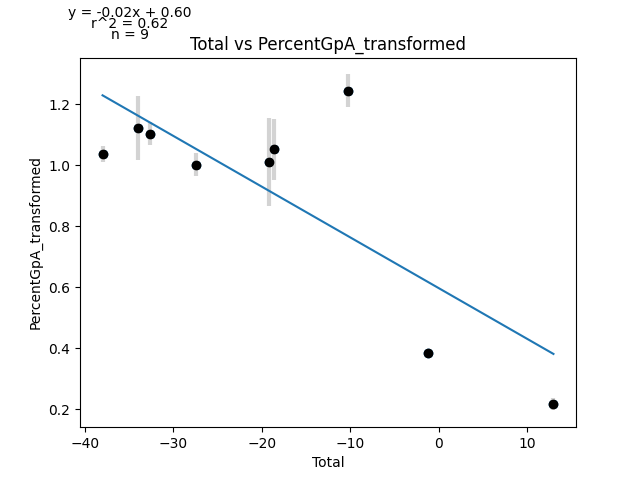 y = -0.02x + 0.60
r^2 = 0.62
n = 9
Total vs PercentGpA_transformed
1.2
1.0
0.8
0.6
0.4
0.2
PercentGpA_transformed
−40 −30 −20 −10 0 10
Total